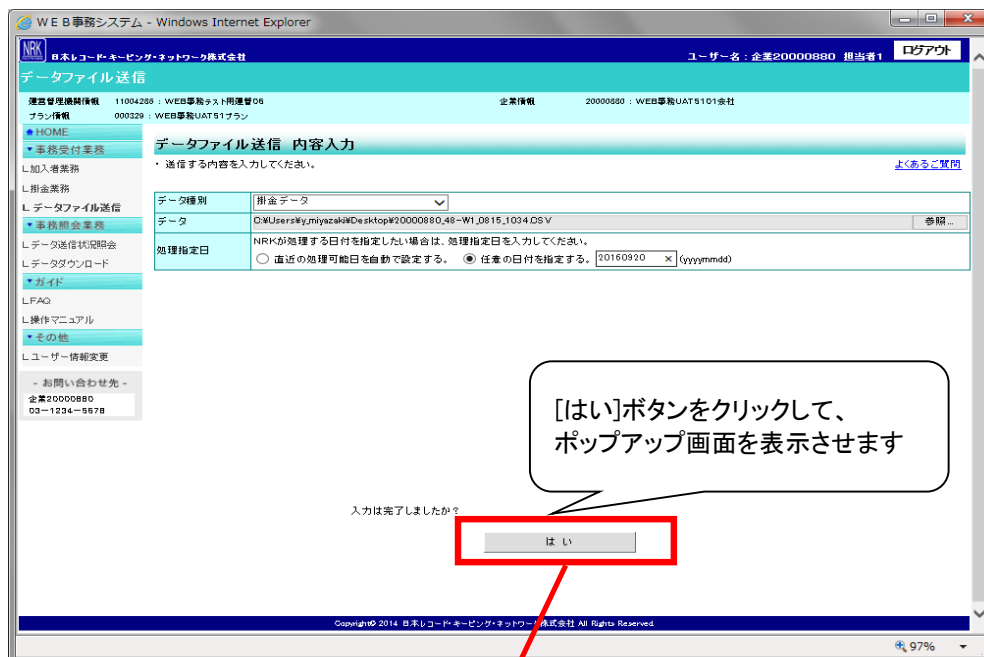 ＷＥＢ事務システム - Windows Internet Explorer
NRK 日本レコード･キーピング･ネットワーク株式会社
ユーザー名：企業20000880 担当者1
ログアウト
データファイル送信
運営管理機関情報 11004286：WEB事務テスト用運管06
企業情報 20000880：WEB事務UAT5101会社
プラン情報 000329：WEB事務UAT51プラン
★HOME
▼事務受付業務
└加入者業務
└掛金業務
└データファイル送信
▼事務照会業務
└データ送信状況照会
└データダウンロード
▼ガイド
└FAQ
└操作マニュアル
▼その他
└ユーザー情報変更
- お問い合わせ先 -
企業20000880
03－1234－5678
データファイル送信 内容入力
・ 送信する内容を入力してください。
よくあるご質問
データ種別 掛金データ
データ C:¥Users¥y_miyazaki¥Desktop¥20000880_48-W1_0815_1034.CSV 参照...
処理指定日
NRKが処理する日付を指定したい場合は、処理指定日を入力してください。
直近の処理可能日を自動で設定する。 任意の日付を指定する。 20160920 × (yyyymmdd)
[はい]ボタンをクリックして、
ポップアップ画面を表示させます
入力は完了しましたか？
は い
Copyright© 2014 日本レコード･キーピング･ネットワーク株式会社 All Rights Reserved.
97%